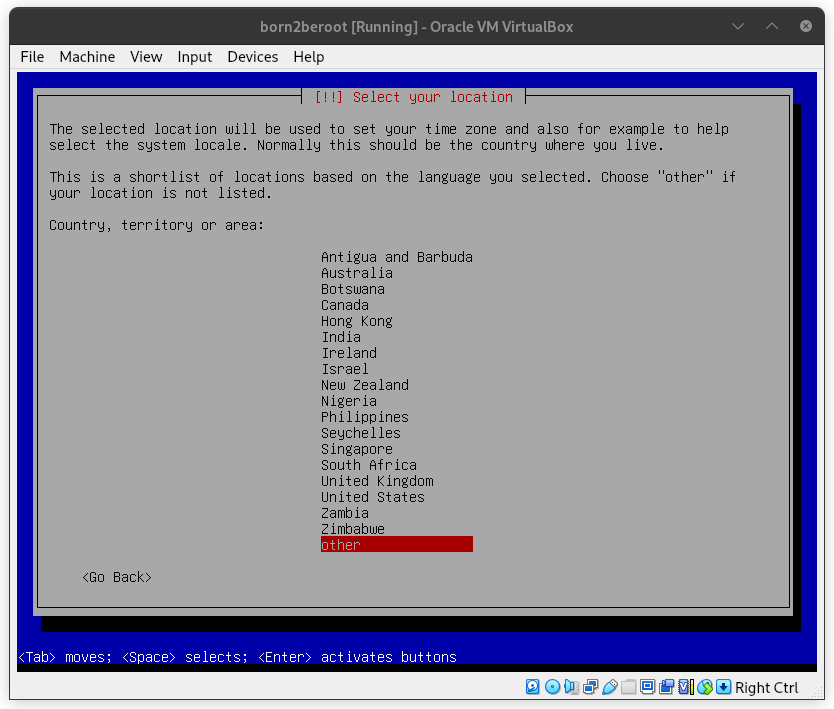 born2beroot [Running] - Oracle VM VirtualBox
File Machine View Input Devices Help
[!!] Select your location
The selected location will be used to set your time zone and also for example to help
select the system locale. Normally this should be the country where you live.
This is a shortlist of locations based on the language you selected. Choose "other" if
your location is not listed.
Country, territory or area:
Antigua and Barbuda
Australia
Botswana
Canada
Hong Kong
India
Ireland
Israel
New Zealand
Nigeria
Philippines
Seychelles
Singapore
South Africa
United Kingdom
United States
Zambia
Zimbabwe
other
<Go Back>
<Tab> moves; <Space> selects; <Enter> activates buttons
Right Ctrl